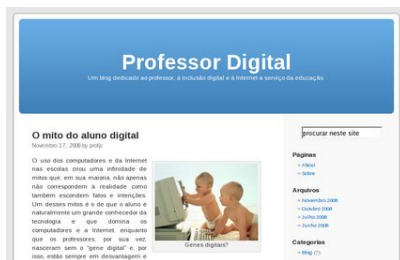 Professor Digital
Um blog dedicado ao professor, a inclusão digital e à Internet a serviço da educação
O mito do aluno digital
Novembro 17, 2008 by profjc
procurar neste site
O uso dos computadores e da Internet
nas escolas criou uma infinidade de
mitos que em sua maioria, não apenas
não correspondem à realidade como
também escondem fatos e intenções.
Um desses mitos é o de que o aluno é
naturalmente um grande conhecedor da
tecnologia e que domina os
computadores e a Internet, enquanto
que os professores, por sua vez,
nasceram sem o "gene digital" e, por
isso, estão sempre em desvantagem e
Genes digitais?
Páginas
About
Sobre
Arquivos
Novembro 2008
Outubro 2008
Julho 2008
Junho 2008
Categorias
Blog (7)